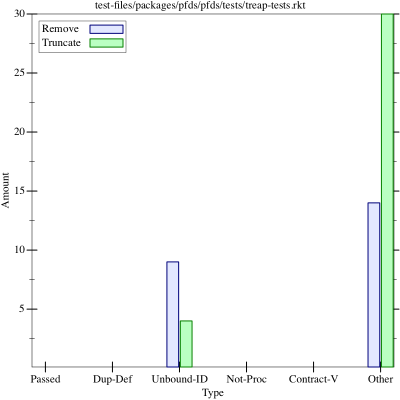 test-files/packages/pfds/pfds/tests/treap-tests.rkt
Remove
Truncate
30
25
20
15
10
5
Amount
Passed Dup-Def Unbound-ID Not-Proc Contract-V Other
Type